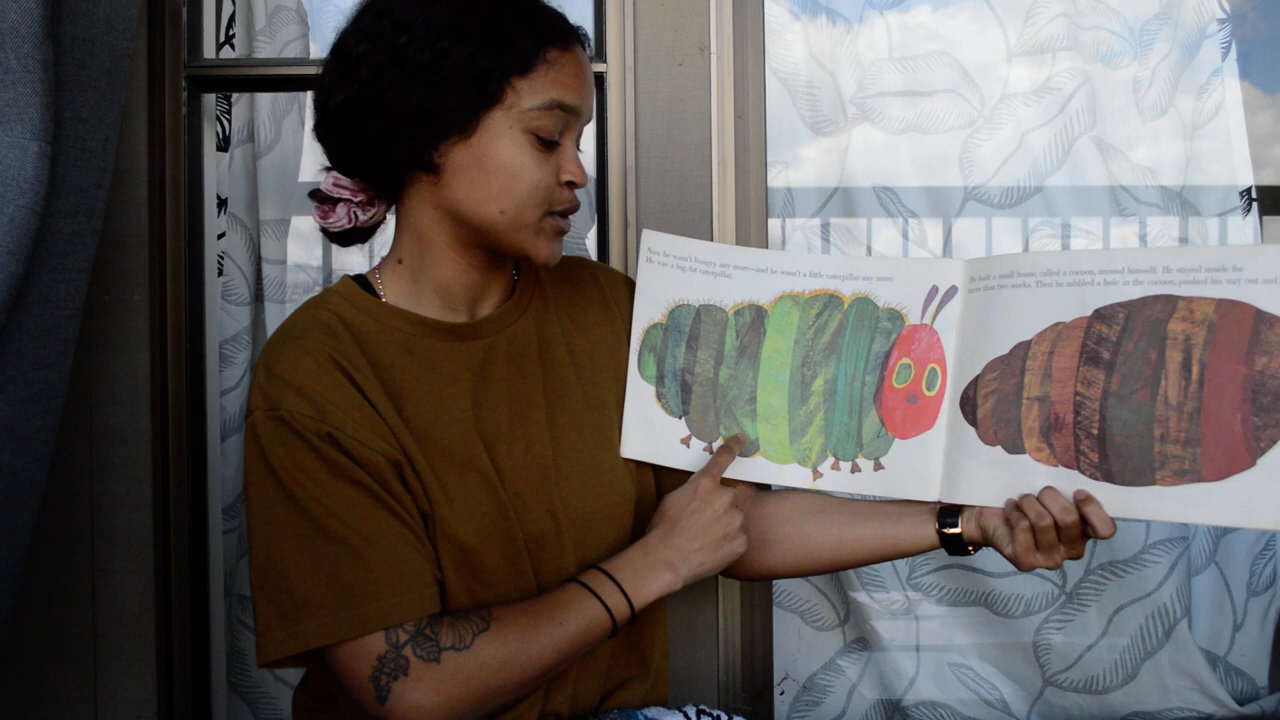 Now he wasn't hungry any more—and he wasn't a little caterpillar any more.
He was a big, fat caterpillar.
He built a small house, called a cocoon, around himself. He stayed inside for
more than two weeks. Then he nibbled a hole in the cocoon, pushed his way out and